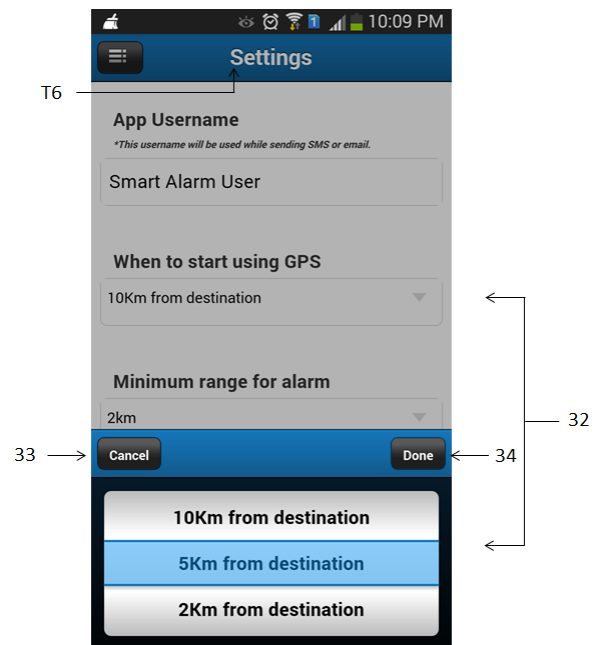 10:09 PM
Settings
T6
App Username
*This username will be used while sending SMS or email.
Smart Alarm User
When to start using GPS
10Km from destination
Minimum range for alarm
2km
32
33
Cancel
Done
34
10Km from destination
5Km from destination
2Km from destination